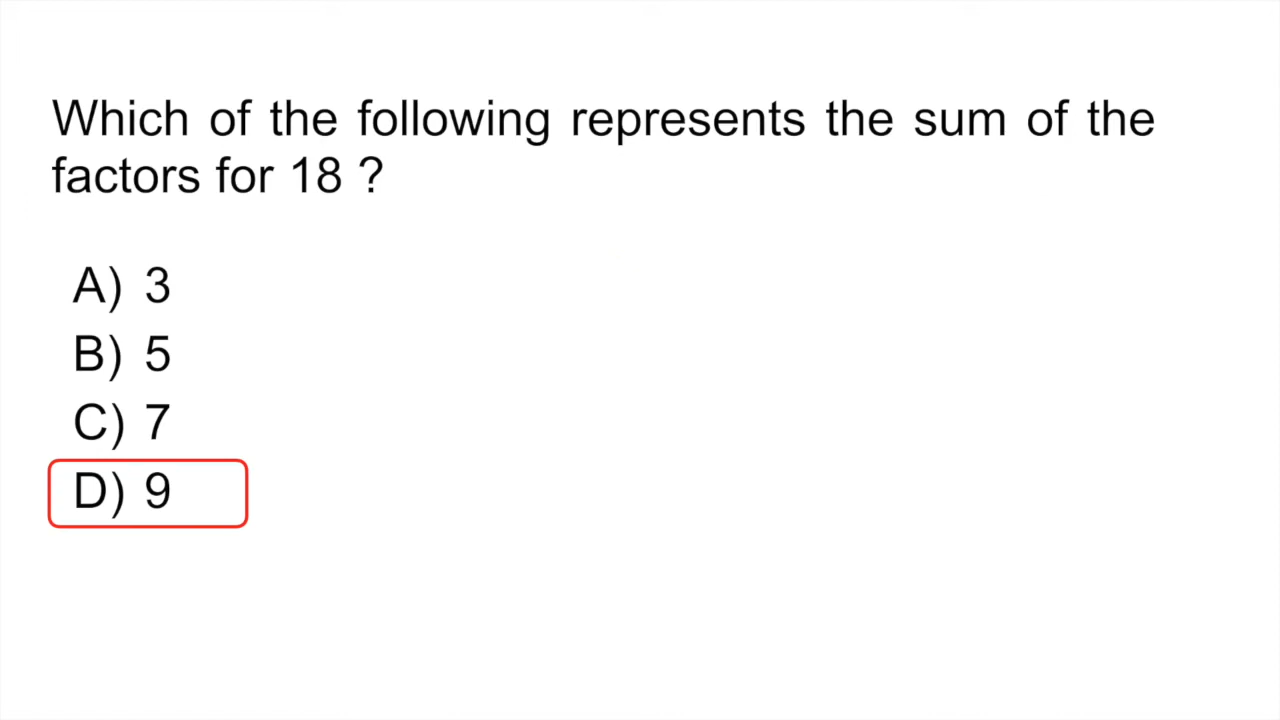 Which of the following represents the sum of the
factors for 18 ?
A) 3
B) 5
C) 7
D) 9